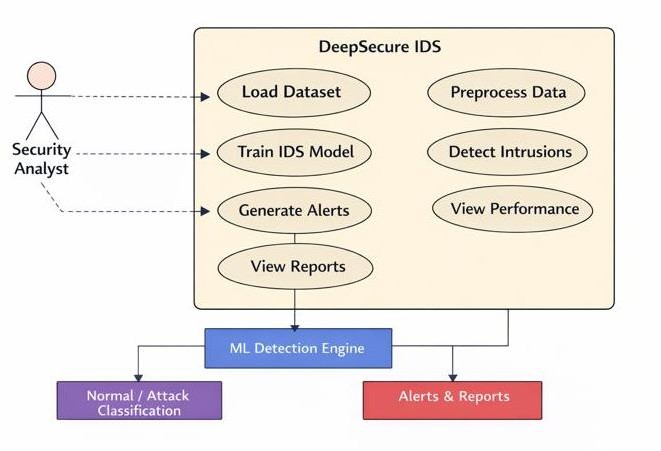 DeepSecure IDS
Load Dataset
Preprocess Data
Security
Analyst
Train IDS Model
Detect Intrusions
Generate Alerts
View Performance
View Reports
ML Detection Engine
Normal / Attack
Classification
Alerts & Reports